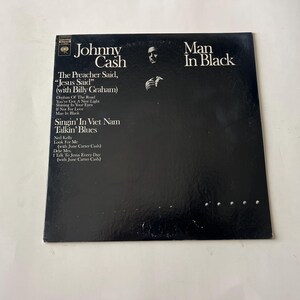 Johnny
Cash
Man
In Black
The Preacher Said,
"Jesus Said"
(with Billy Graham)
Orphan Of The Road
You've Got A New Light
Shining In Your Eyes
If Not For Love
Man In Black
Singin' In Viet Nam
Talkin' Blues
Ned Kelly
Look For Me
(with June Carter Cash)
Dear Mrs.
I Talk To Jesus Every Day
(with June Carter Cash)